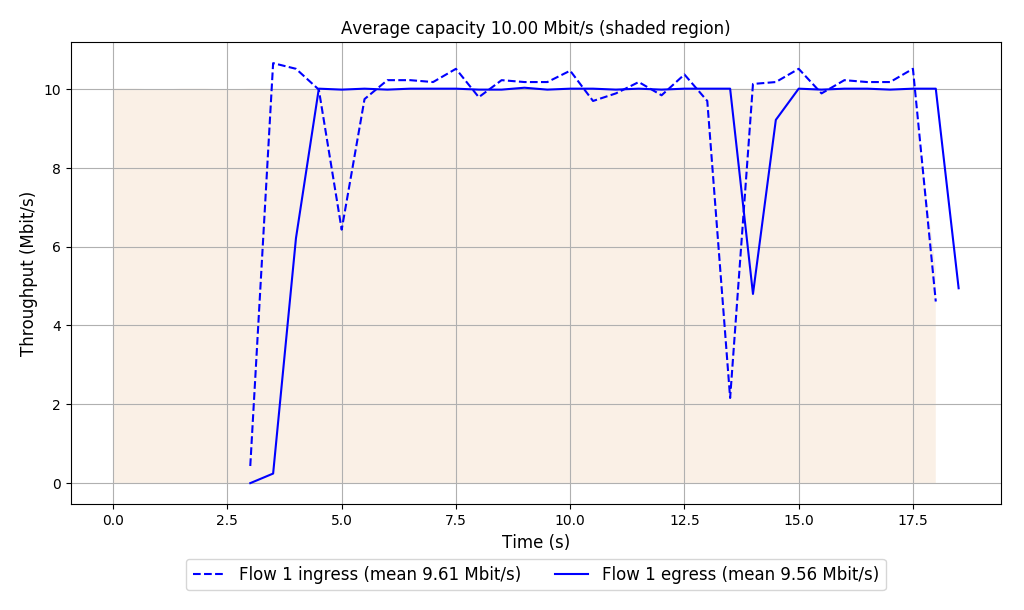 Average capacity 10.00 Mbit/s (shaded region)
Throughput (Mbit/s)
10
8
6
4
2
0
0.0 2.5 5.0 7.5 10.0 12.5 15.0 17.5
Time (s)
Flow 1 ingress (mean 9.61 Mbit/s) Flow 1 egress (mean 9.56 Mbit/s)